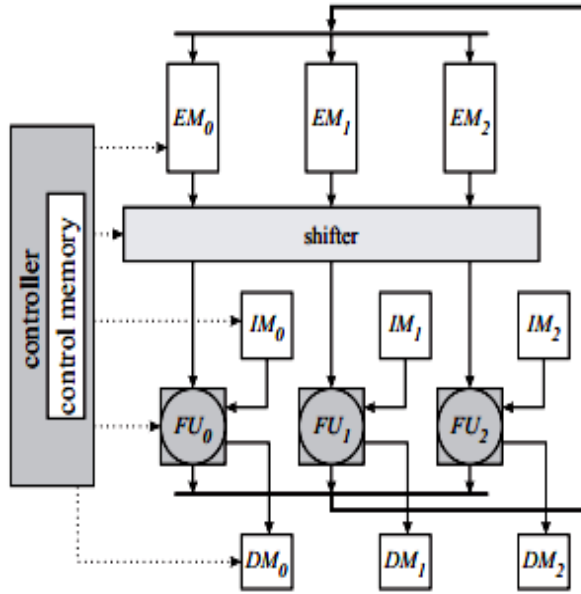 EM0 EM1 EM2
shifter
controller
control memory
IM0 IM1 IM2
FU0 FU1 FU2
DM0 DM1 DM2